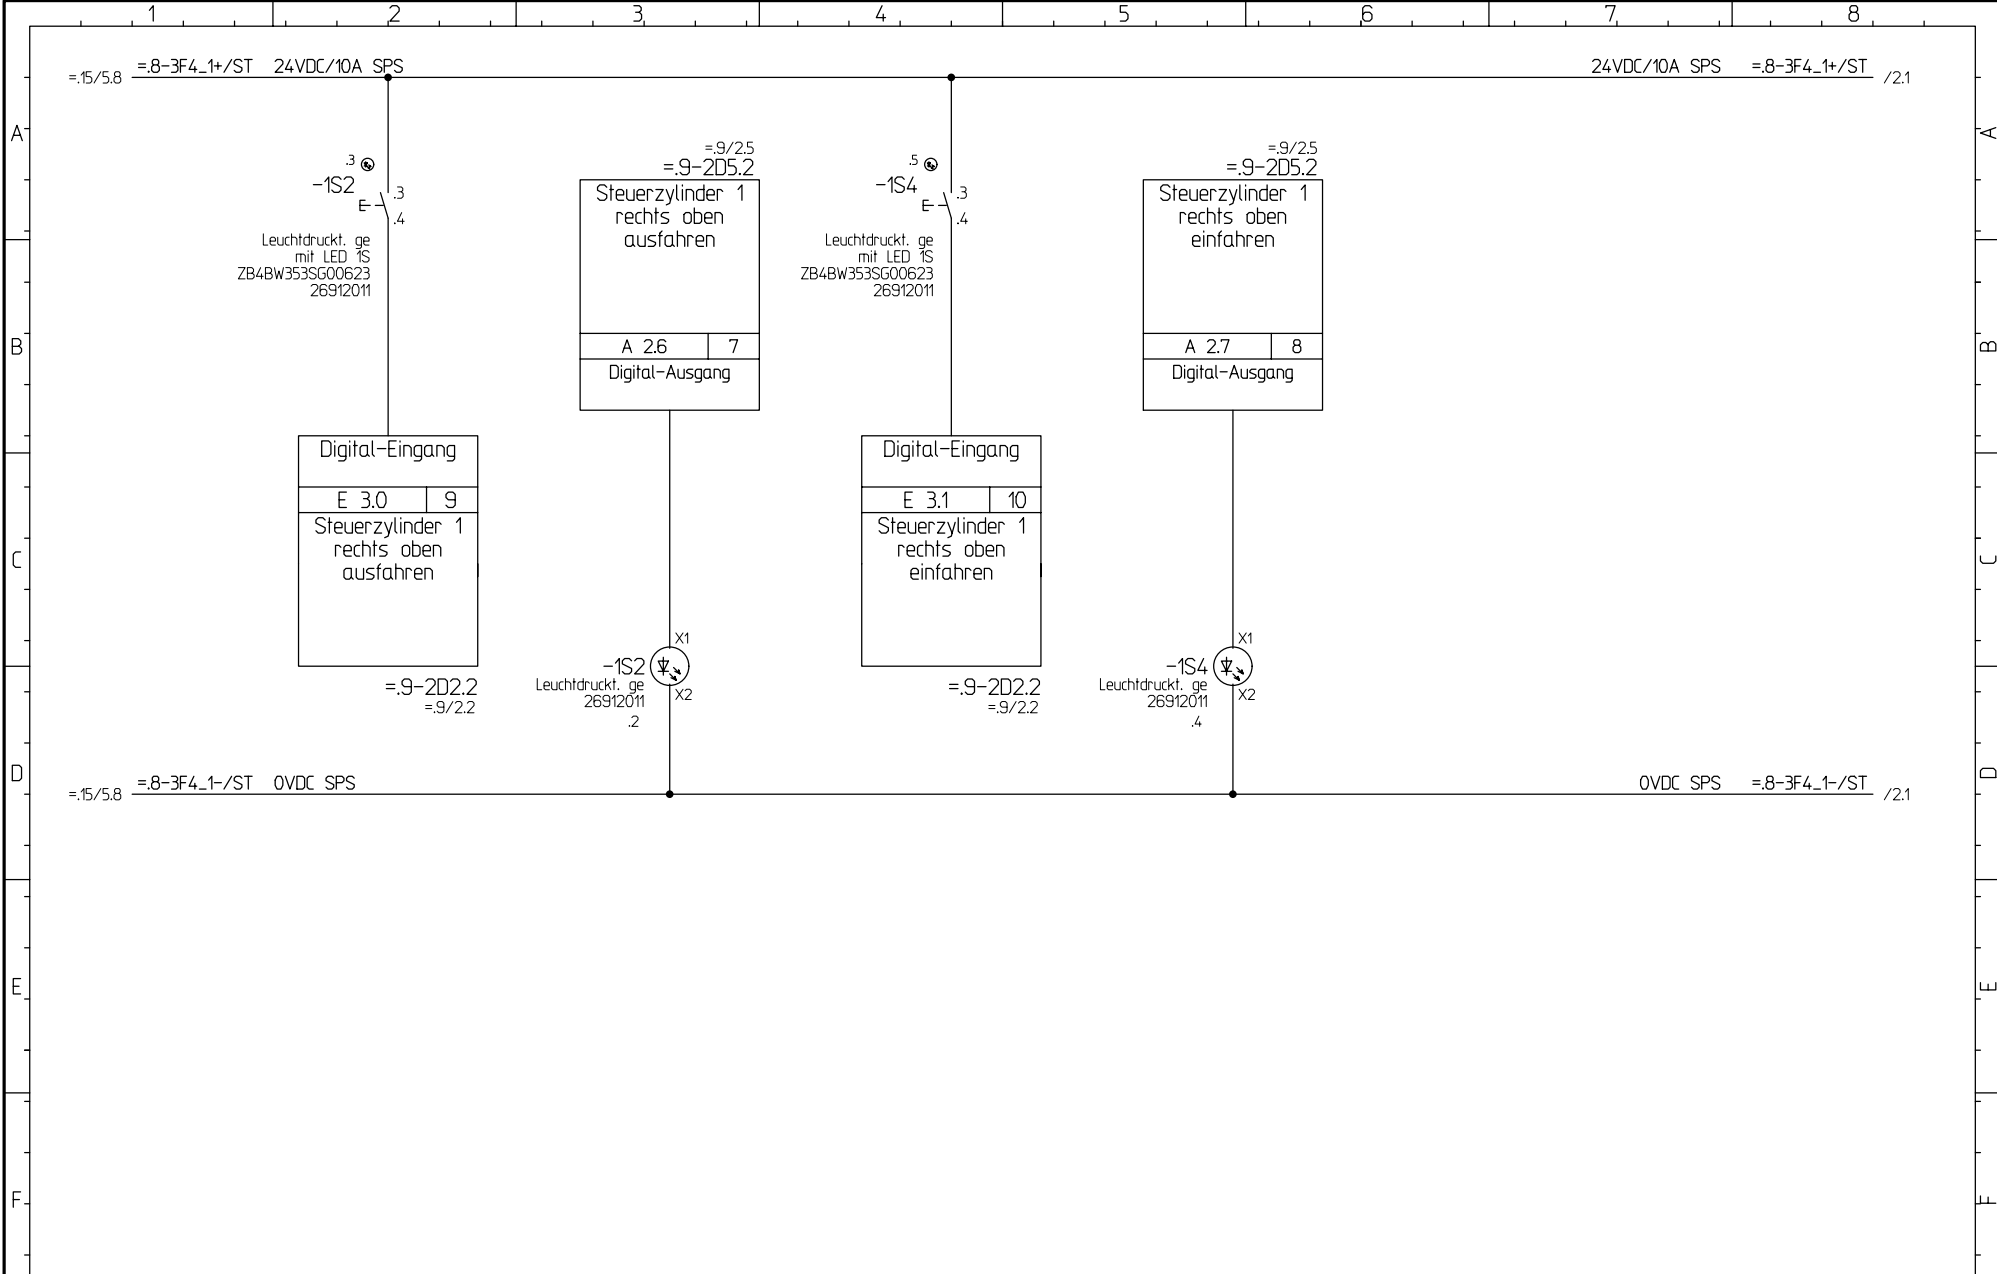 1 2 3 4 5 6 7 8
=.15/5.8 =.8-3F4_1+/ST 24VDC/10A SPS 24VDC/10A SPS =.8-3F4_1+/ST /2.1
A A
.3
-1S2
.3
.4
Leuchtdruckt. ge
mit LED 1S
ZB4BW353SG00623
26912011
=.9/2.5
=.9-2D5.2
Steuerzylinder 1
rechts oben
ausfahren
A 2.6 7
Digital-Ausgang
.5
-1S4
.3
.4
Leuchtdruckt. ge
mit LED 1S
ZB4BW353SG00623
26912011
=.9/2.5
=.9-2D5.2
Steuerzylinder 1
rechts oben
einfahren
A 2.7 8
Digital-Ausgang
B B
Digital-Eingang
E 3.0 9
Steuerzylinder 1
rechts oben
ausfahren
=.9-2D2.2
=.9/2.2
X1
-1S2
Leuchtdruckt. ge
26912011
X2
.2
Digital-Eingang
E 3.1 10
Steuerzylinder 1
rechts oben
einfahren
=.9-2D2.2
=.9/2.2
X1
-1S4
Leuchtdruckt. ge
26912011
X2
.4
C C
D D
=.15/5.8 =.8-3F4_1-/ST 0VDC SPS 0VDC SPS =.8-3F4_1-/ST /2.1
E E
F F